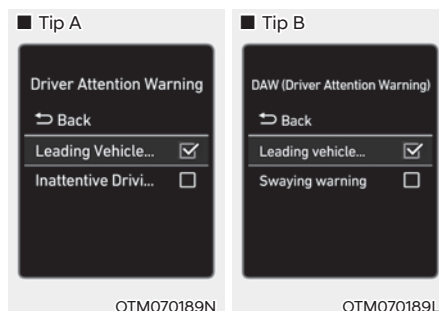 ■ Tip A
Driver Attention Warning
Back
Leading Vehicle...
Inattentive Drivi...
OTM070189N
■ Tip B
DAW (Driver Attention Warning)
Back
Leading vehicle...
Swaying warning
OTM070189L